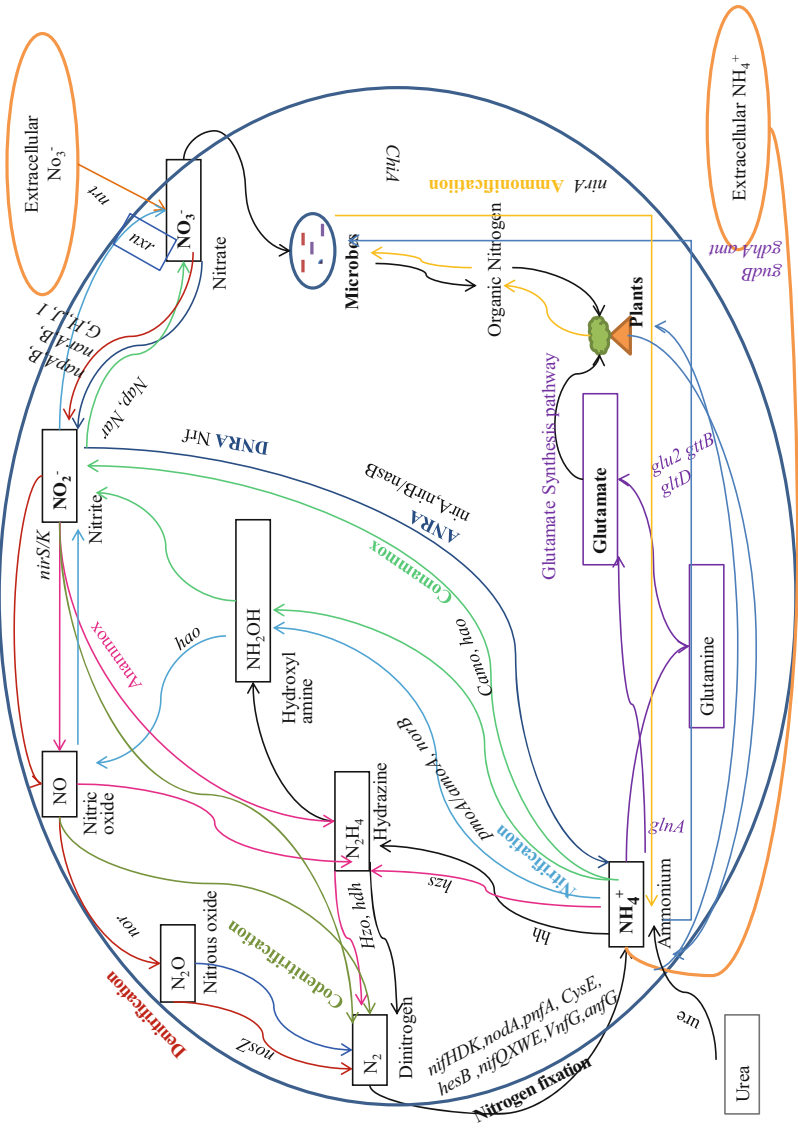 Extracellular
No3-
Extracellular NH4+
nrt
nxr
NO3-
Nitrate
ChiA
Ammonification nirA
Microbes
Organic Nitrogen
Plants
gdhA amt
gudB
napA,B,
narA,B,
G,H,J, I
Nap, Nar
NO2-
Nitrite
nirS/K
DNRA Nrf
ANRA
nirA,nirB/nasB
Comammox
Camo, hao
Glutamate Synthesis pathway
Glutamate
glu2 gttB
gltD
Glutamine
glnA
Anammox
hao
NH2OH
Hydroxyl
amine
NO
Nitric
oxide
N2H4
Hydrazine
pmoA/amoA, norB
Nitrification
hzs
hh
Hzo, hdh
NH4+
Ammonium
nor
N2O
Nitrous oxide
Codenitrification
Denitrification
nosZ
N2
Dinitrogen
nifHDK,nodA,pnfA, CysE,
hesB ,nifQXWE,VnfG,anfG
Nitrogen fixation
ure
Urea